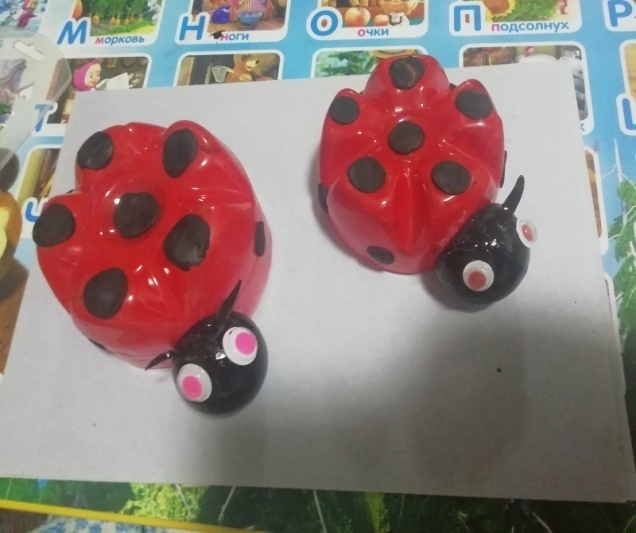 М морковь
Н ноги
О очки
П подсолнух
Р
Т
Ч